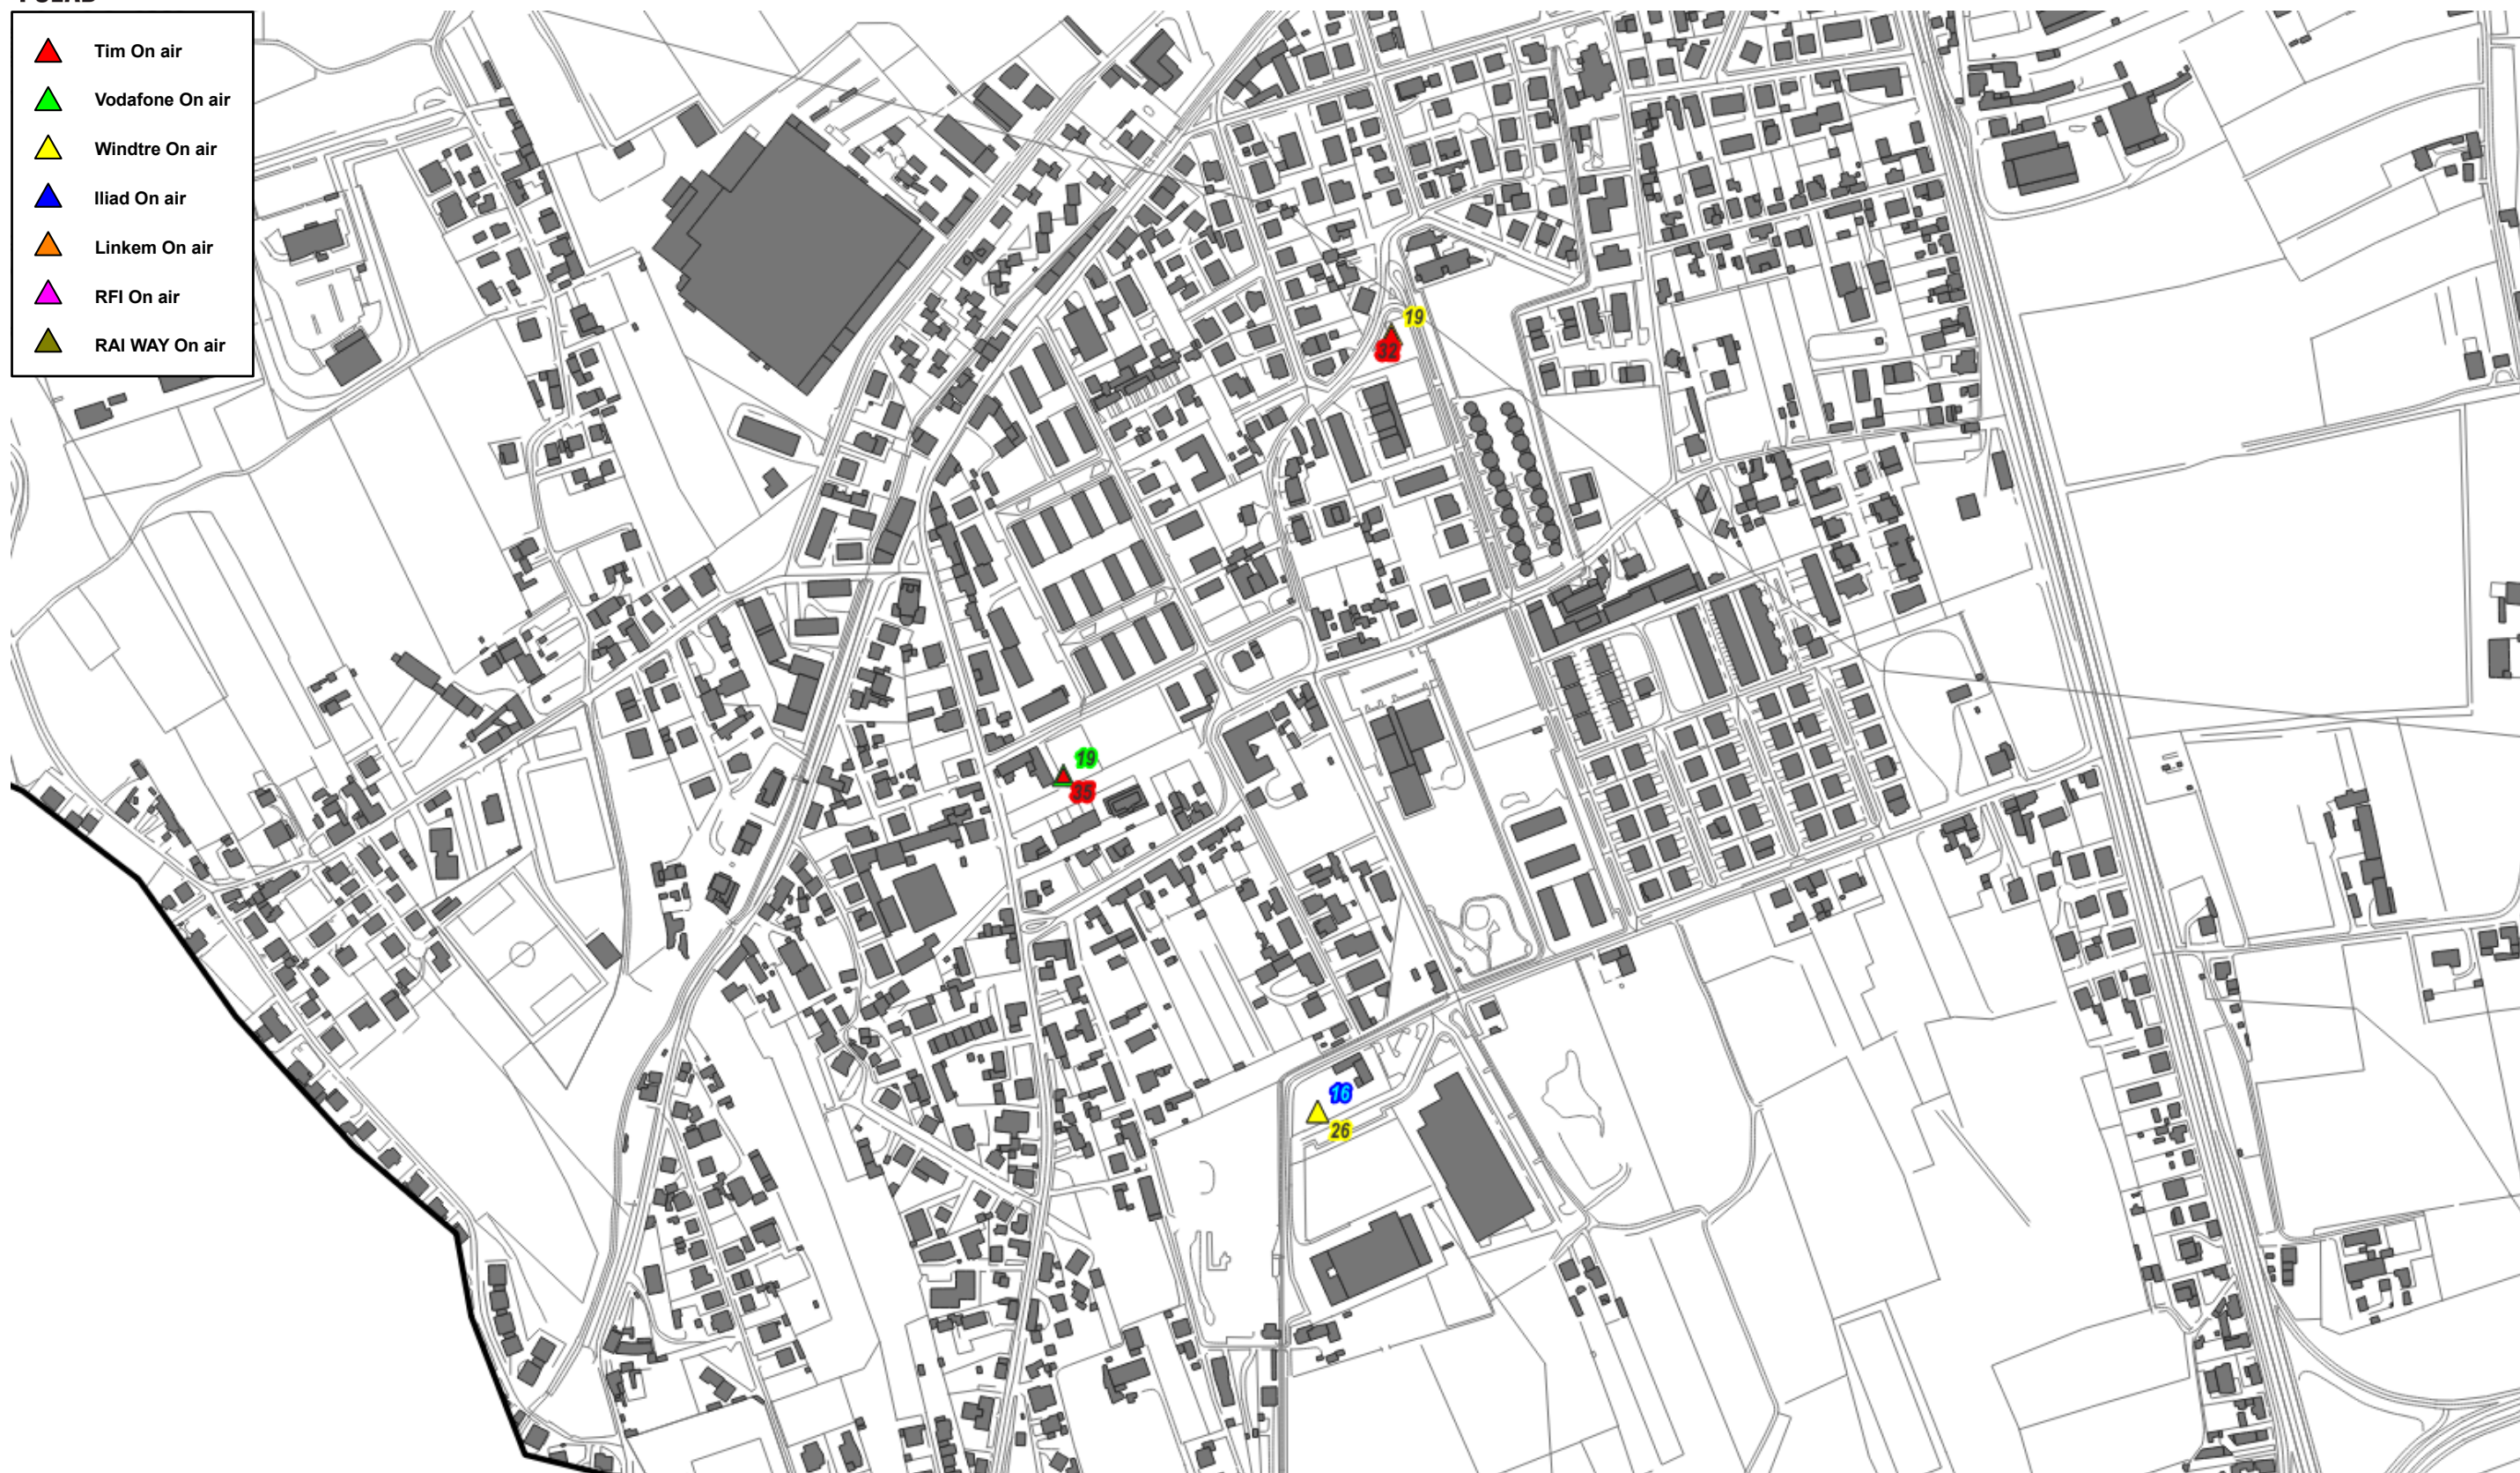 Tim On air
Vodafone On air
Windtre On air
Iliad On air
Linkem On air
RFI On air
RAI WAY On air
19
32
19
35
16
26